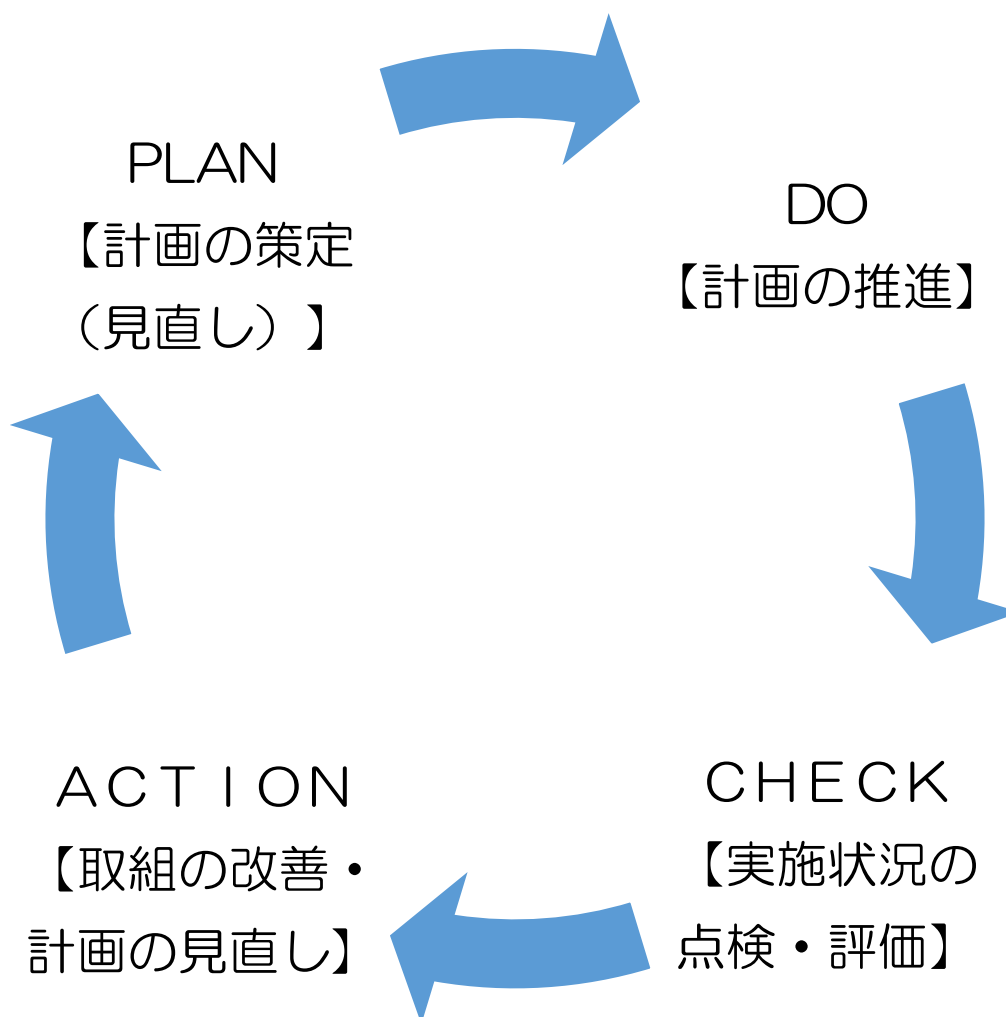 PLAN
【計画の策定
（見直し）】
DO
【計画の推進】
CHECK
【実施状況の
点検・評価】
ＡＣＴＩＯＮ
【取組の改善・
計画の見直し】